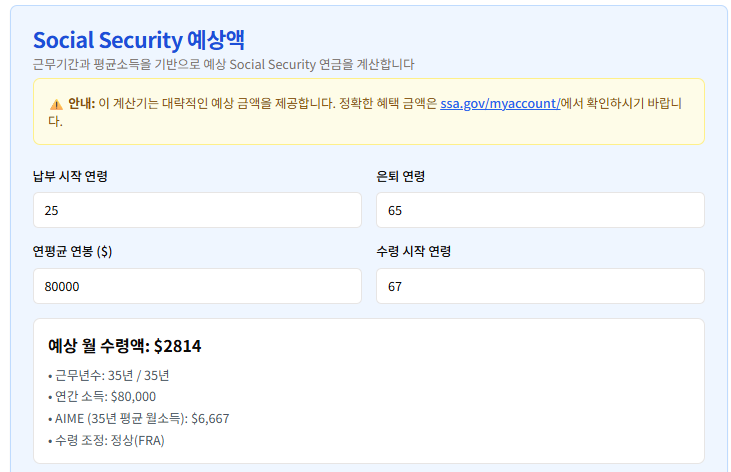 Social Security 예상액
근무기간과 평균소득을 기반으로 예상 Social Security 연금을 계산합니다
⚠️ 안내: 이 계산기는 대략적인 예상 금액을 제공합니다. 정확한 혜택 금액은 ssa.gov/myaccount/에서 확인하시기 바랍니
다.
납부 시작 연령
은퇴 연령
25
65
연평균 연봉 ($)
수령 시작 연령
80000
67
예상 월 수령액: $2814
• 근무년수: 35년 / 35년
• 연간 소득: $80,000
• AIME (35년 평균 월소득): $6,667
• 수령 조정: 정상(FRA)